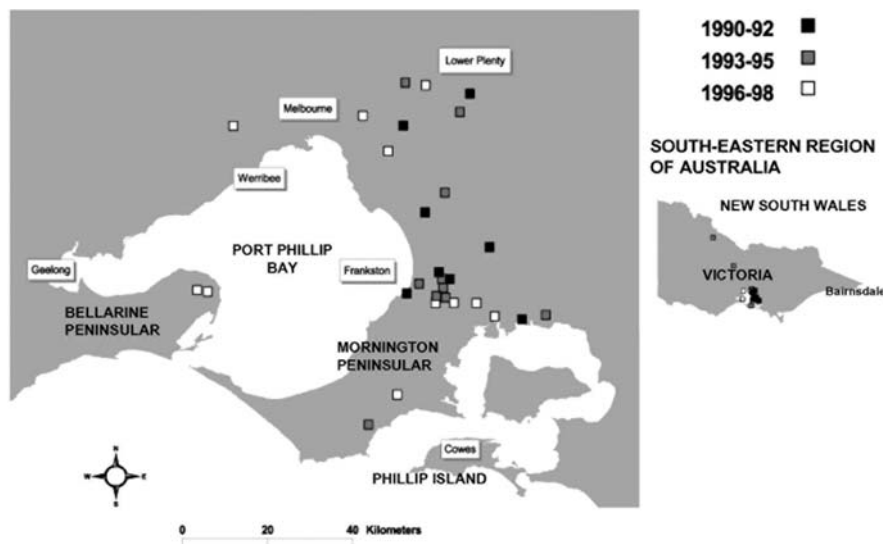 1990-92
1993-95
1996-98
Lower Plenty
Melbourne
Werribee
Geelong
PORT PHILLIP
BAY
Frankston
BELLARINE
PENINSULAR
MORNINGTON
PENINSULAR
Cowes
PHILLIP ISLAND
N
W
E
S
0 20 40 Kilometers
SOUTH-EASTERN REGION
OF AUSTRALIA
NEW SOUTH WALES
VICTORIA
Bairnsdale